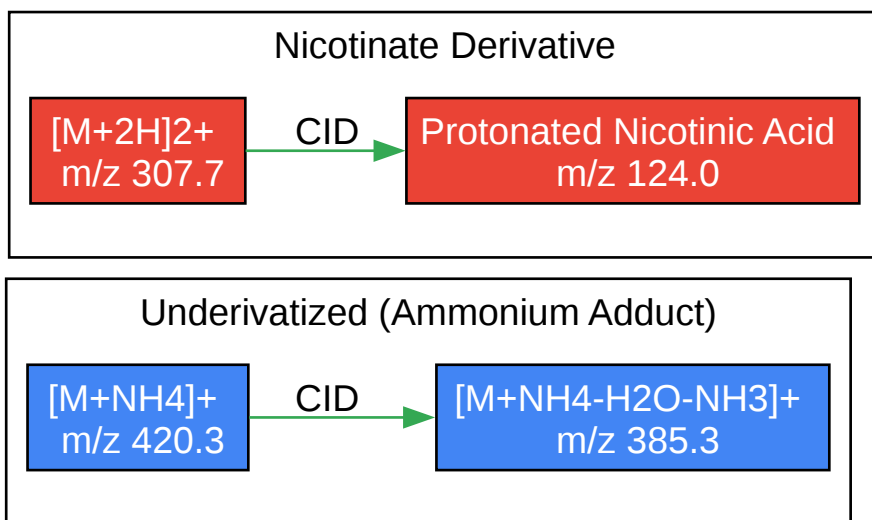 Nicotinate Derivative
[M+2H]2+
m/z 307.7
CID
Protonated Nicotinic Acid
m/z 124.0
Underivatized (Ammonium Adduct)
[M+NH4]+
m/z 420.3
CID
[M+NH4-H2O-NH3]+
m/z 385.3